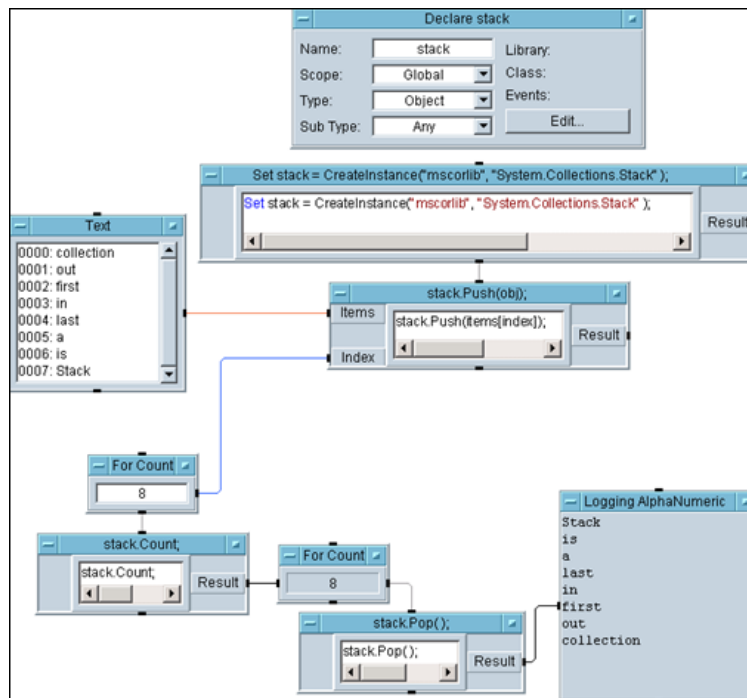 Declare stack
Name: stack Library:
Scope: Global Class:
Type: Object Events:
Sub Type: Any Edit...
Set stack = CreateInstance("mscorlib", "System.Collections.Stack" );
Set stack = CreateInstance("mscorlib", "System.Collections.Stack" );
Result
Text
0000: collection
0001: out
0002: first
0003: in
0004: last
0005: a
0006: is
0007: Stack
stack.Push(obj);
Items
stack.Push(items[index]);
Result
Index
For Count
8
stack.Count;
stack.Count;
Result
For Count
8
stack.Pop( );
stack.Pop( );
Result
Logging AlphaNumeric
Stack
is
a
last
in
first
out
collection